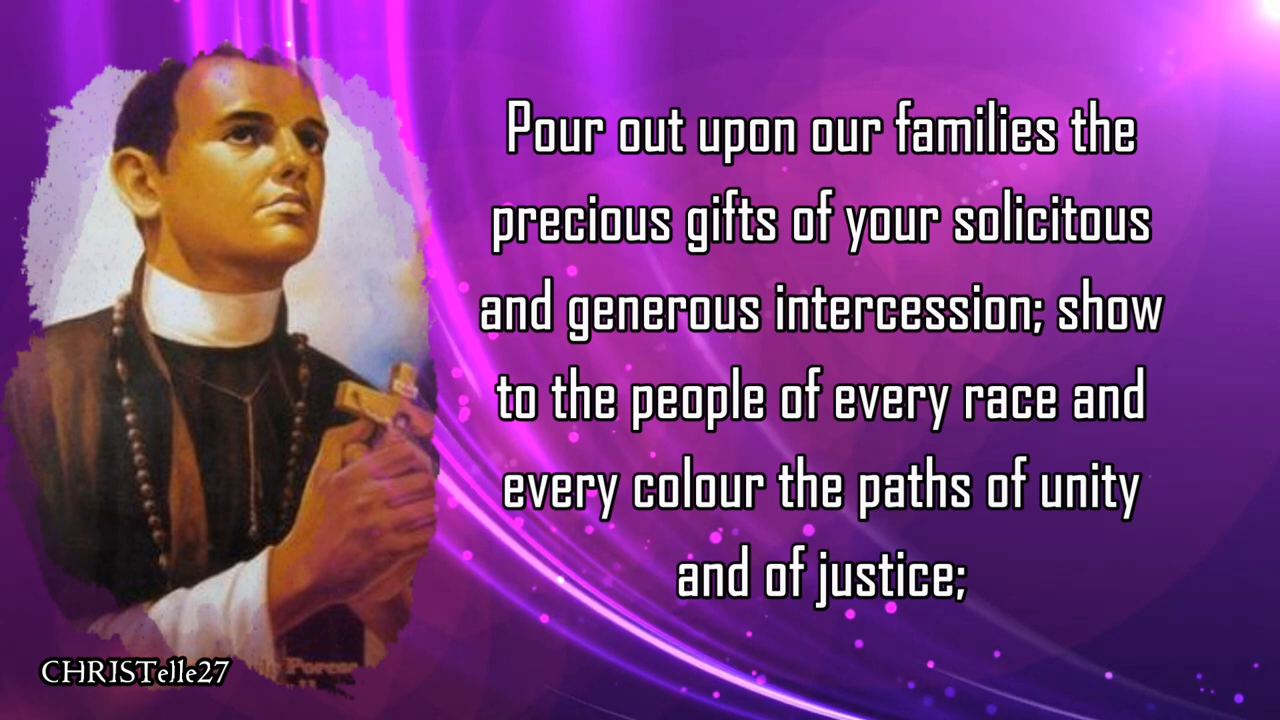 Pour out upon our families the
precious gifts of your solicitous
and generous intercession; show
to the people of every race and
every colour the paths of unity
and of justice;
CHRISTelle27
Porres